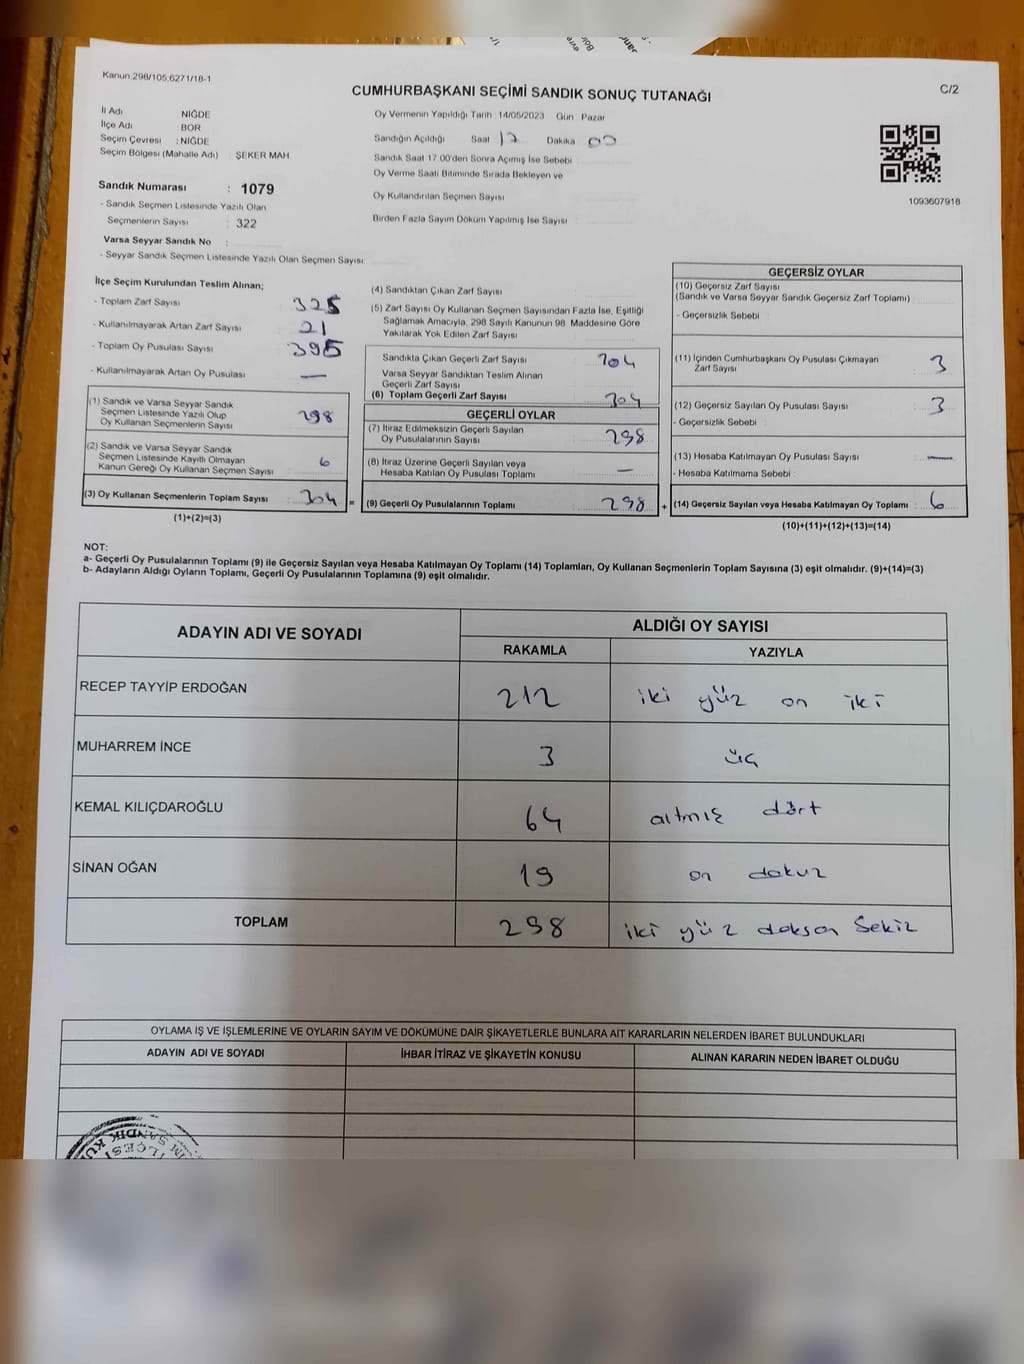 Kanun.298/105,6271/18-1
CUMHURBAŞKANI SEÇİMİ SANDIK SONUÇ TUTANAĞI
C/2
İl Adı NİĞDE
İlçe Adı BOR
Seçim Çevresi : NİĞDE
Seçim Bölgesi (Mahalle Adı) : ŞEKER MAH
Sandık Numarası : 1079
- Sandık Seçmen Listesinde Yazılı Olan
Seçmenlerin Sayısı : 322
Varsa Seyyar Sandık No :
- Seyyar Sandık Seçmen Listesinde Yazılı Olan Seçmen Sayısı:
Oy Vermenin Yapıldığı Tarih 14/05/2023 Gün Pazar
Sandığın Açıldığı Saat 17 Dakika 00
Sandık Saat 17.00'den Sonra Açımış İse Sebebi
Oy Verme Saati Bitiminde Sırada Bekleyen ve
Oy Kullandırılan Seçmen Sayısı
Birden Fazla Sayım Döküm Yapılmış İse Sayısı
1093607918
İlçe Seçim Kurulundan Teslim Alınan;
- Toplam Zarf Sayısı 325
- Kullanılmayarak Artan Zarf Sayısı 21
- Toplam Oy Pusulası Sayısı 395
- Kullanılmayarak Artan Oy Pusulası —
(1) Sandık ve Varsa Seyyar Sandık
Seçmen Listesinde Yazılı Olup
Oy Kullanan Seçmenlerin Sayısı : 298
(2) Sandık ve Varsa Seyyar Sandık
Seçmen Listesinde Kayıtlı Olmayan
Kanun Gereği Oy Kullanan Seçmen Sayısı 6
(3) Oy Kullanan Seçmenlerin Toplam Sayısı : 304 =
(1)+(2)=(3)
(4) Sandıktan Çıkan Zarf Sayısı
(5) Zarf Sayısı Oy Kullanan Seçmen Sayısından Fazla İse, Eşitliği
Sağlamak Amacıyla, 298 Sayılı Kanunun 98. Maddesine Göre
Yakılarak Yok Edilen Zarf Sayısı
Sandıkta Çıkan Geçerli Zarf Sayısı 304
Varsa Seyyar Sandıktan Teslim Alınan
Geçerli Zarf Sayısı
(6) Toplam Geçerli Zarf Sayısı 304
GEÇERLİ OYLAR
(7) İtiraz Edilmeksizin Geçerli Sayılan
Oy Pusulalarının Sayısı : 298
(8) İtiraz Üzerine Geçerli Sayılan veya
Hesaba Katılan Oy Pusulası Toplamı : —
(9) Geçerli Oy Pusulalarının Toplamı : 298 +
GEÇERSİZ OYLAR
(10) Geçersiz Zarf Sayısı
(Sandık ve Varsa Seyyar Sandık Geçersiz Zarf Toplamı)
- Geçersizlik Sebebi :
(11) İçinden Cumhurbaşkanı Oy Pusulası Çıkmayan
Zarf Sayısı : 3
(12) Geçersiz Sayılan Oy Pusulası Sayısı : 3
- Geçersizlik Sebebi
(13) Hesaba Katılmayan Oy Pusulası Sayısı : —
- Hesaba Katılmama Sebebi :
(14) Geçersiz Sayılan veya Hesaba Katılmayan Oy Toplamı : 6
(10)+(11)+(12)+(13)=(14)
NOT:
a- Geçerli Oy Pusulalarının Toplamı (9) ile Geçersiz Sayılan veya Hesaba Katılmayan Oy Toplamı (14) Toplamları, Oy Kullanan Seçmenlerin Toplam Sayısına (3) eşit olmalıdır. (9)+(14)=(3)
b- Adayların Aldığı Oyların Toplamı, Geçerli Oy Pusulalarının Toplamına (9) eşit olmalıdır.
ADAYIN ADI VE SOYADI
ALDIĞI OY SAYISI
RAKAMLA YAZIYLA
RECEP TAYYİP ERDOĞAN 212 iki yüz on iki
MUHARREM İNCE 3 üç
KEMAL KILIÇDAROĞLU 64 altmış dört
SİNAN OĞAN 19 on dokuz
TOPLAM 298 iki yüz doksan sekiz
OYLAMA İŞ VE İŞLEMLERİNE VE OYLARIN SAYIM VE DÖKÜMÜNE DAİR ŞİKAYETLERLE BUNLARA AİT KARARLARIN NELERDEN İBARET BULUNDUKLARI
ADAYIN ADI VE SOYADI İHBAR İTİRAZ VE ŞİKAYETİN KONUSU ALINAN KARARIN NEDEN İBARET OLDUĞU